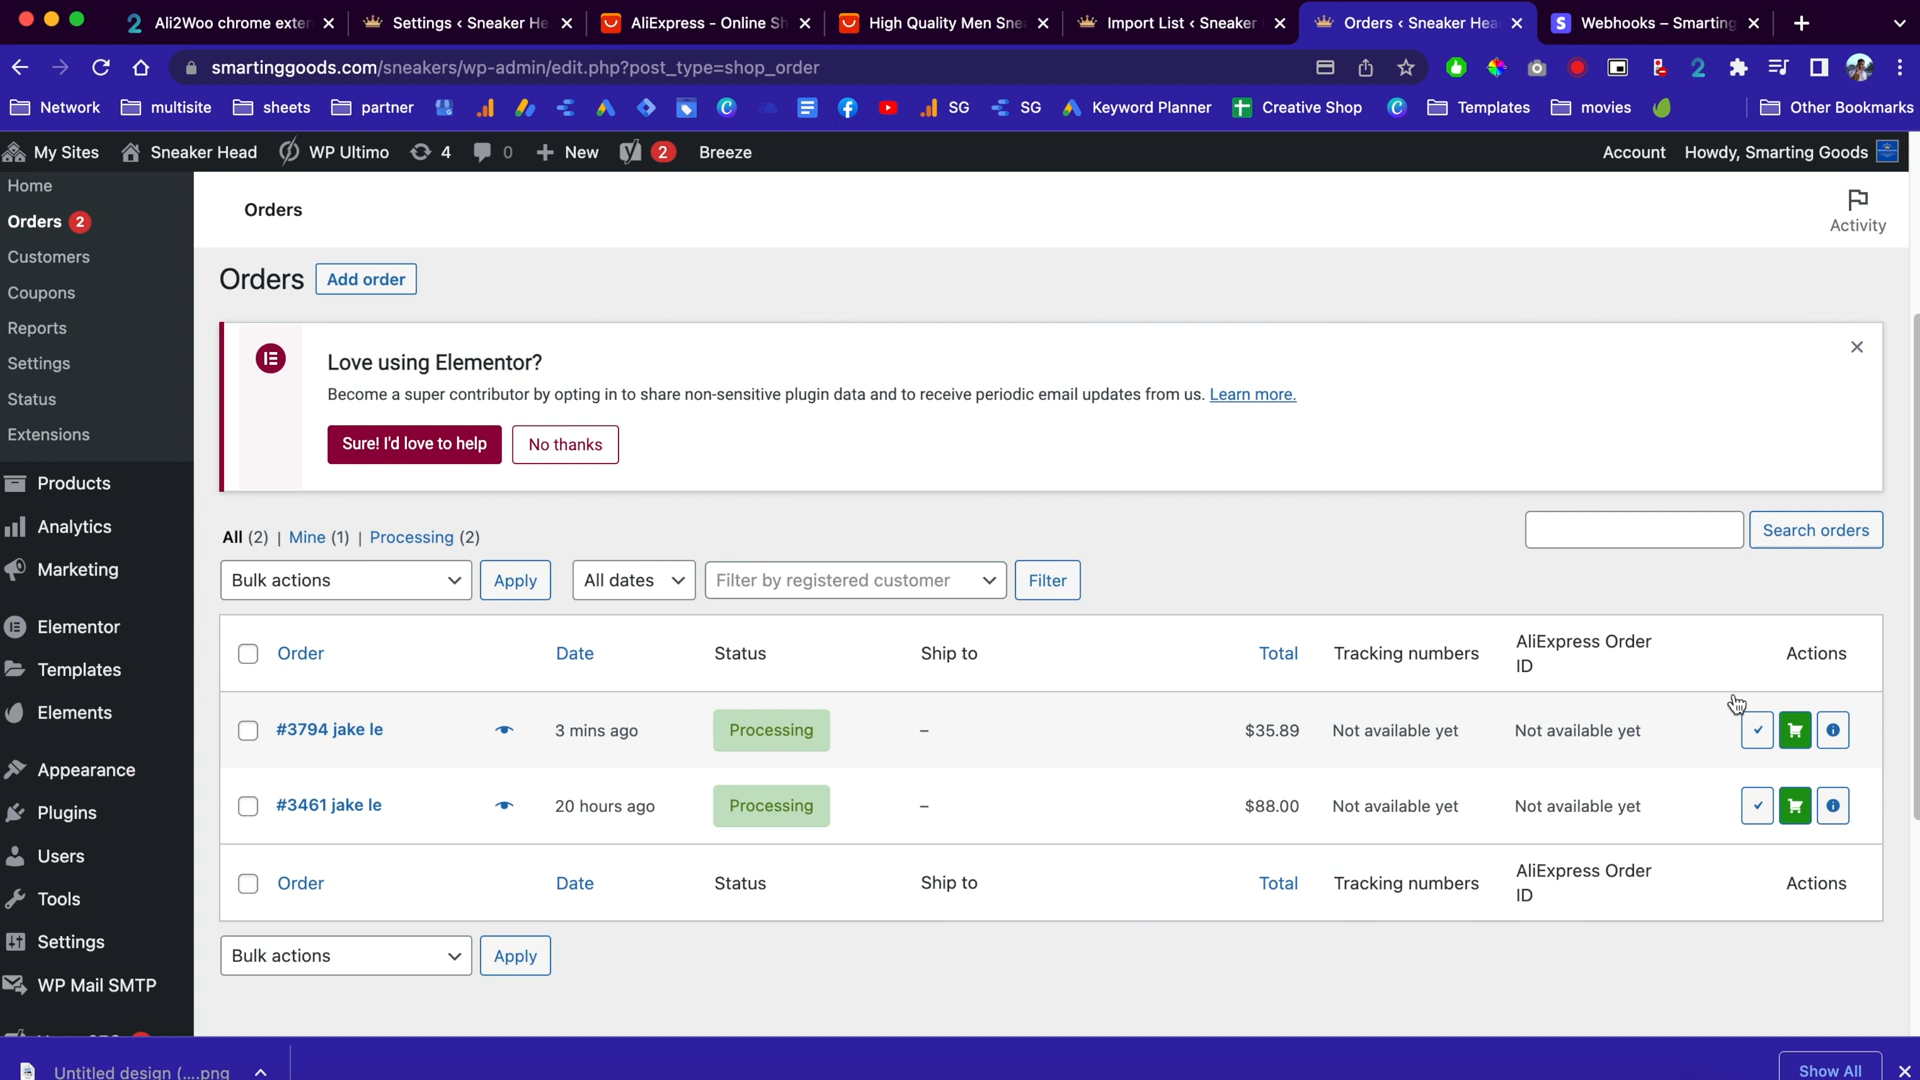 Ali2Woo chrome exter
Settings ‹ Sneaker He
AliExpress - Online Sh
High Quality Men Snea
Import List ‹ Sneaker
Orders ‹ Sneaker Hea
Webhooks – Smarting
smartinggoods.com/sneakers/wp-admin/edit.php?post_type=shop_order
Network
multisite
sheets
partner
SG
SG
Keyword Planner
Creative Shop
Templates
movies
Other Bookmarks
My Sites
Sneaker Head
WP Ultimo
4
0
New
2
Breeze
Account
Howdy, Smarting Goods
Home
Orders 2
Customers
Coupons
Reports
Settings
Status
Extensions
Products
Analytics
Marketing
Elementor
Templates
Elements
Appearance
Plugins
Users
Tools
Settings
WP Mail SMTP
Orders
Activity
Orders
Add order
Love using Elementor?
Become a super contributor by opting in to share non-sensitive plugin data and to receive periodic email updates from us. Learn more.
Sure! I'd love to help
No thanks
All (2) | Mine (1) | Processing (2)
Search orders
Bulk actions
Apply
All dates
Filter by registered customer
Filter
Order
Date
Status
Ship to
Total
Tracking numbers
AliExpress Order
ID
Actions
#3794 jake le
3 mins ago
Processing
–
$35.89
Not available yet
Not available yet
#3461 jake le
20 hours ago
Processing
–
$88.00
Not available yet
Not available yet
Order
Date
Status
Ship to
Total
Tracking numbers
AliExpress Order
ID
Actions
Bulk actions
Apply
Untitled design (....png
Show All